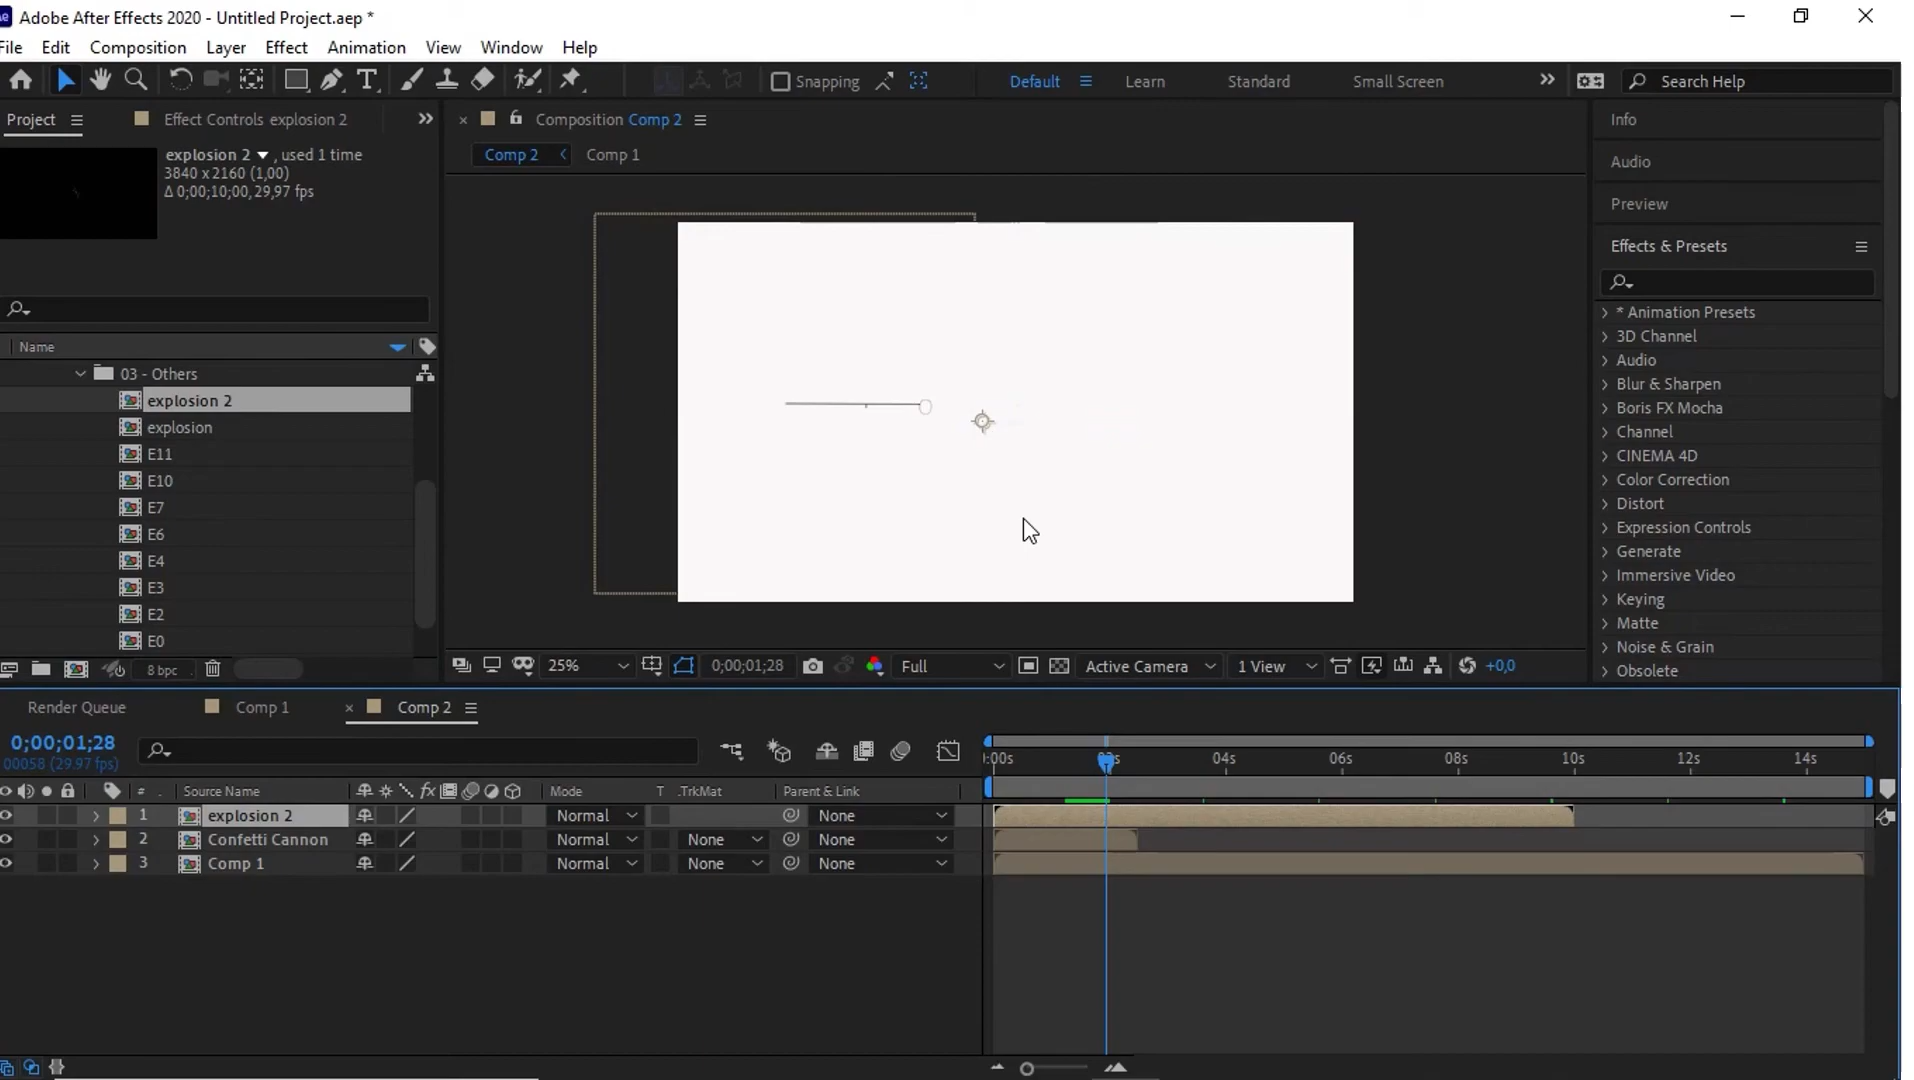 Adobe After Effects 2020 - Untitled Project.aep *
File Edit Composition Layer Effect Animation View Window Help
Snapping Default Learn Standard Small Screen Search Help
Project Effect Controls explosion 2
Composition Comp 2
Info
explosion 2 , used 1 time
3840 x 2160 (1,00)
Δ 0;00;10;00, 29,97 fps
Comp 2 Comp 1
Audio
Preview
Effects & Presets
Name
03 - Others
explosion 2
explosion
E11
E10
E7
E6
E4
E3
E2
E0
8 bpc
* Animation Presets
3D Channel
Audio
Blur & Sharpen
Boris FX Mocha
Channel
CINEMA 4D
Color Correction
Distort
Expression Controls
Generate
Immersive Video
Keying
Matte
Noise & Grain
Obsolete
25% 0;00;01;28 Full Active Camera 1 View +0,0
Render Queue Comp 1 Comp 2
0;00;01;28
00058 (29.97 fps)
:00s 04s 06s 08s 10s 12s 14s
# Source Name fx Mode T .TrkMat Parent & Link
1 explosion 2 Normal None
2 Confetti Cannon Normal None None
3 Comp 1 Normal None None